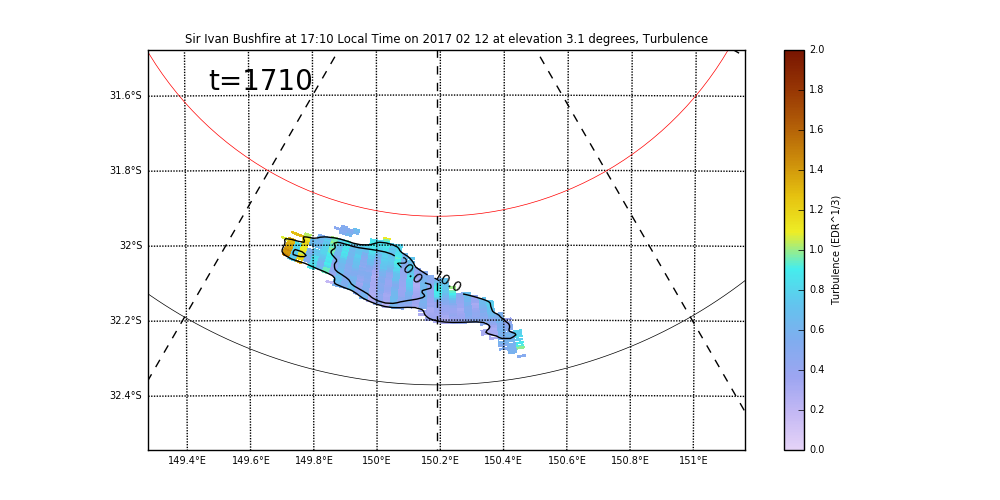 Sir Ivan Bushfire at 17:10 Local Time on 2017 02 12 at elevation 3.1 degrees, Turbulence
t=1710
31.6°S
31.8°S
32°S
32.2°S
32.4°S
20.0
10.0
149.4°E 149.6°E 149.8°E 150°E 150.2°E 150.4°E 150.6°E 150.8°E 151°E
2.0
1.8
1.6
1.4
1.2
1.0
0.8
0.6
0.4
0.2
0.0
Turbulence (EDR^1/3)